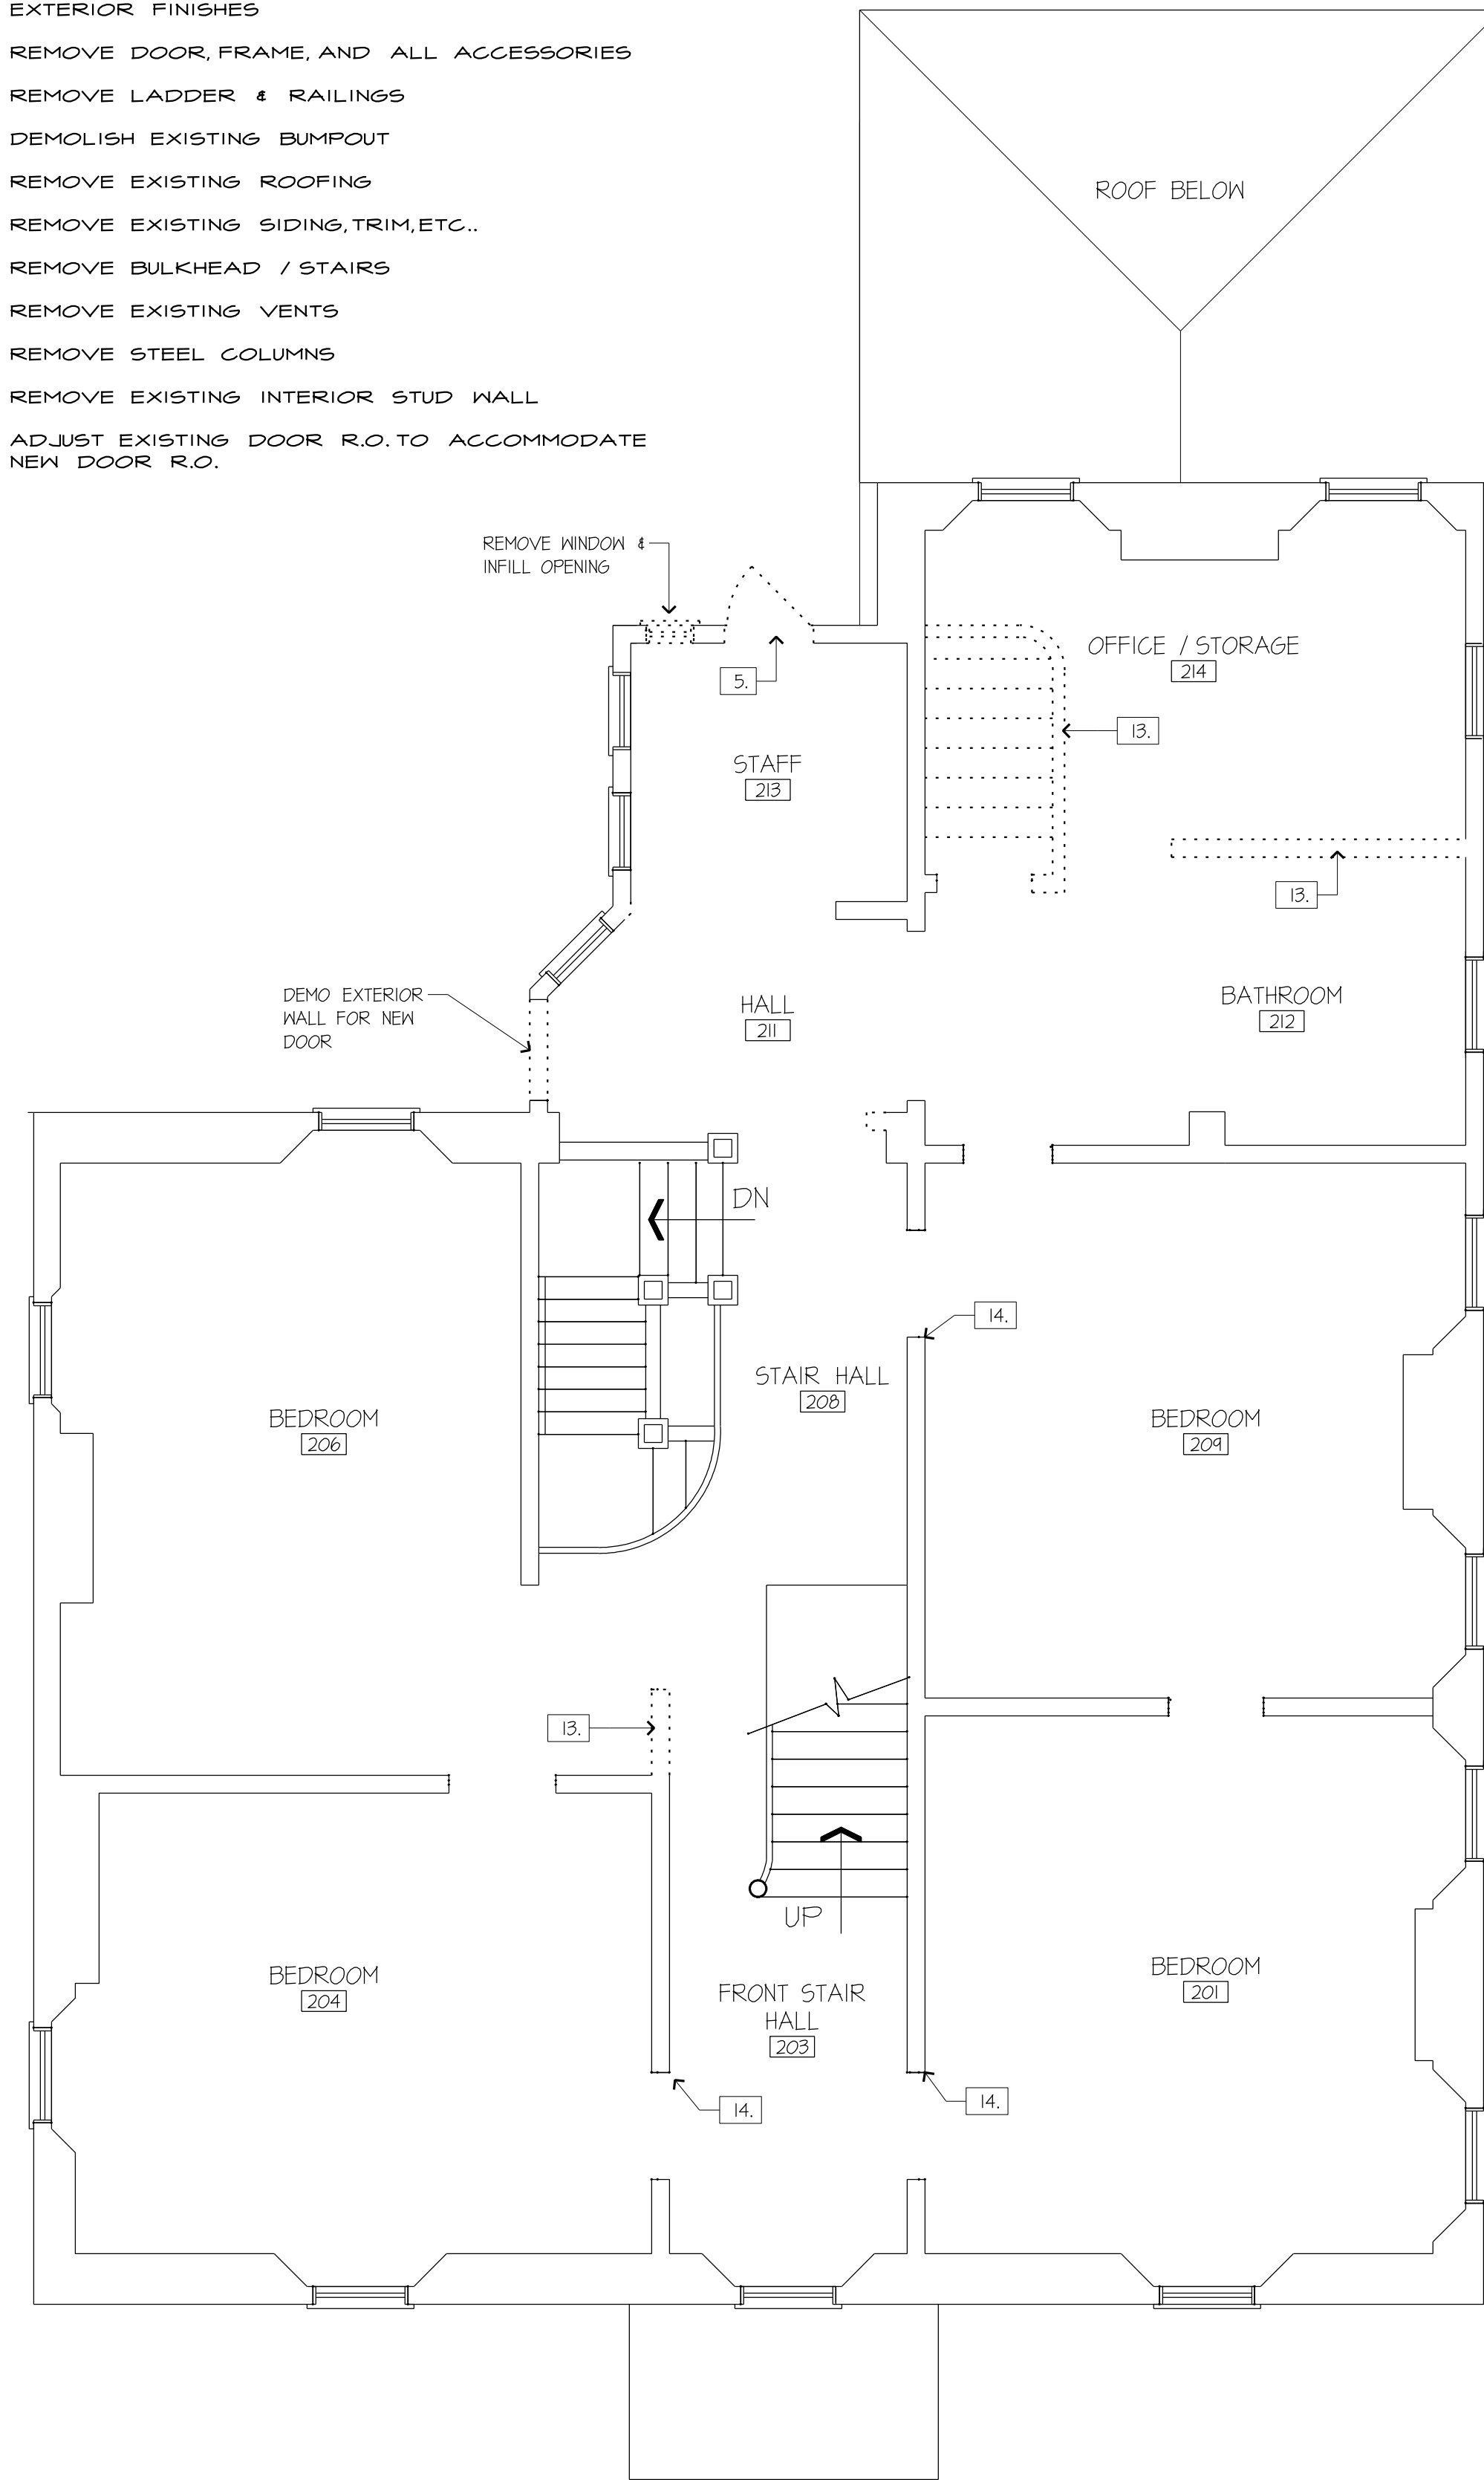 EXTERIOR FINISHES
REMOVE DOOR, FRAME, AND ALL ACCESSORIES
REMOVE LADDER & RAILINGS
DEMOLISH EXISTING BUMPOUT
REMOVE EXISTING ROOFING
REMOVE EXISTING SIDING, TRIM, ETC..
REMOVE BULKHEAD / STAIRS
REMOVE EXISTING VENTS
REMOVE STEEL COLUMNS
REMOVE EXISTING INTERIOR STUD WALL
ADJUST EXISTING DOOR R.O. TO ACCOMMODATE
NEW DOOR R.O.
ROOF BELOW
REMOVE WINDOW &
INFILL OPENING
5.
OFFICE / STORAGE
214
13.
STAFF
213
13.
DEMO EXTERIOR
WALL FOR NEW
DOOR
HALL
211
BATHROOM
212
DN
14.
STAIR HALL
208
BEDROOM
206
BEDROOM
209
13.
UP
BEDROOM
204
FRONT STAIR
HALL
203
BEDROOM
201
14.
14.